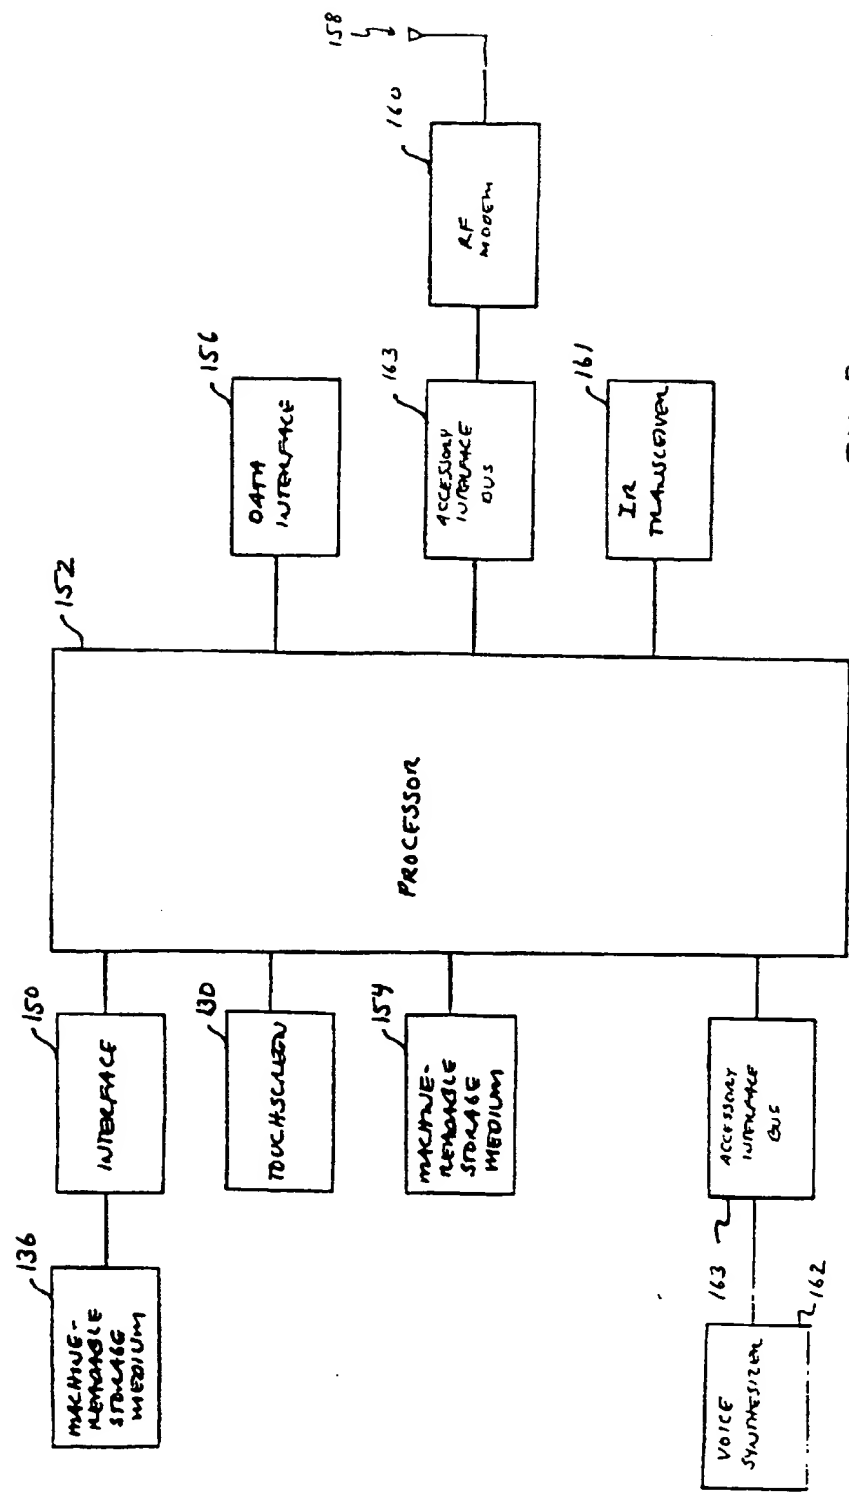 158
160
RF
MODEM
156
DATA
INTERFACE
163
ACCESSORY
INTERFACE
BUS
161
IR
TRANSCEIVER
152
PROCESSOR
150
INTERFACE
130
TOUCHSCREEN
154
MACHINE-
READABLE
STORAGE
MEDIUM
ACCESSORY
INTERFACE
BUS
163
136
MACHINE-
READABLE
STORAGE
MEDIUM
162
VOICE
SYNTHESIZER